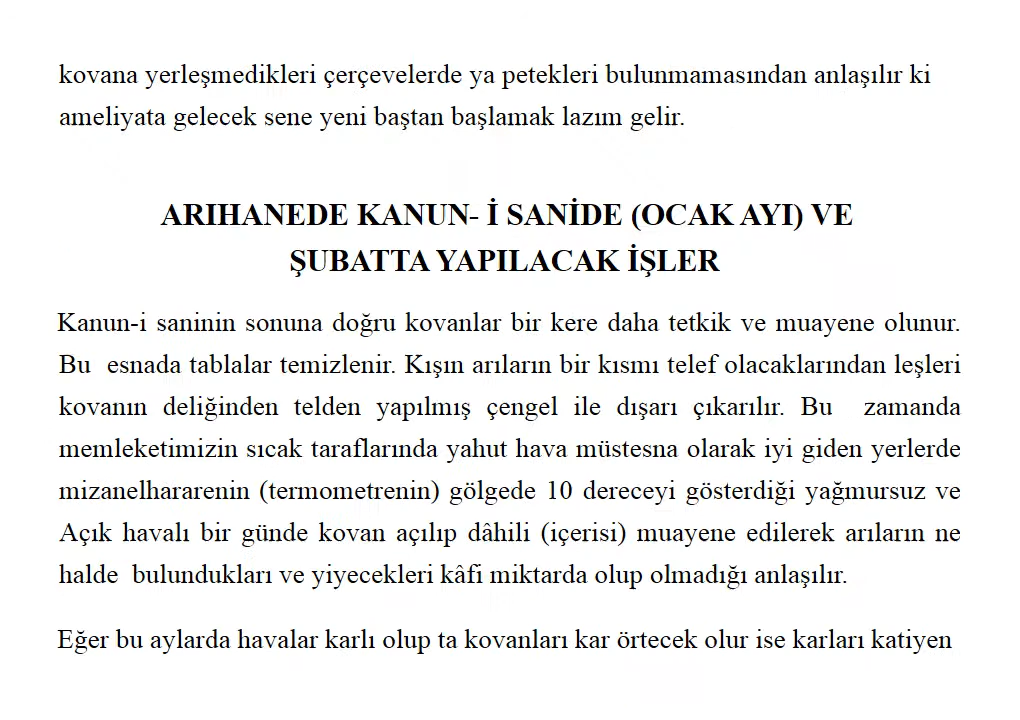 kovana yerleşmedikleri çerçevelerde ya petekleri bulunmamasından anlaşılır ki
ameliyata gelecek sene yeni baştan başlamak lazım gelir.
ARIHANEDE KANUN- İ SANİDE (OCAK AYI) VE
ŞUBATTA YAPILACAK İŞLER
Kanun-i saninin sonuna doğru kovanlar bir kere daha tetkik ve muayene olunur.
Bu esnada tablalar temizlenir. Kışın arıların bir kısmı telef olacaklarından leşleri
kovanın deliğinden telden yapılmış çengel ile dışarı çıkarılır. Bu zamanda
memleketimizin sıcak taraflarında yahut hava müstesna olarak iyi giden yerlerde
mizanelhararenin (termometrenin) gölgede 10 dereceyi gösterdiği yağmursuz ve
Açık havalı bir günde kovan açılıp dâhili (içerisi) muayene edilerek arıların ne
halde bulundukları ve yiyecekleri kâfi miktarda olup olmadığı anlaşılır.
Eğer bu aylarda havalar karlı olup ta kovanları kar örtecek olur ise karları katiyen